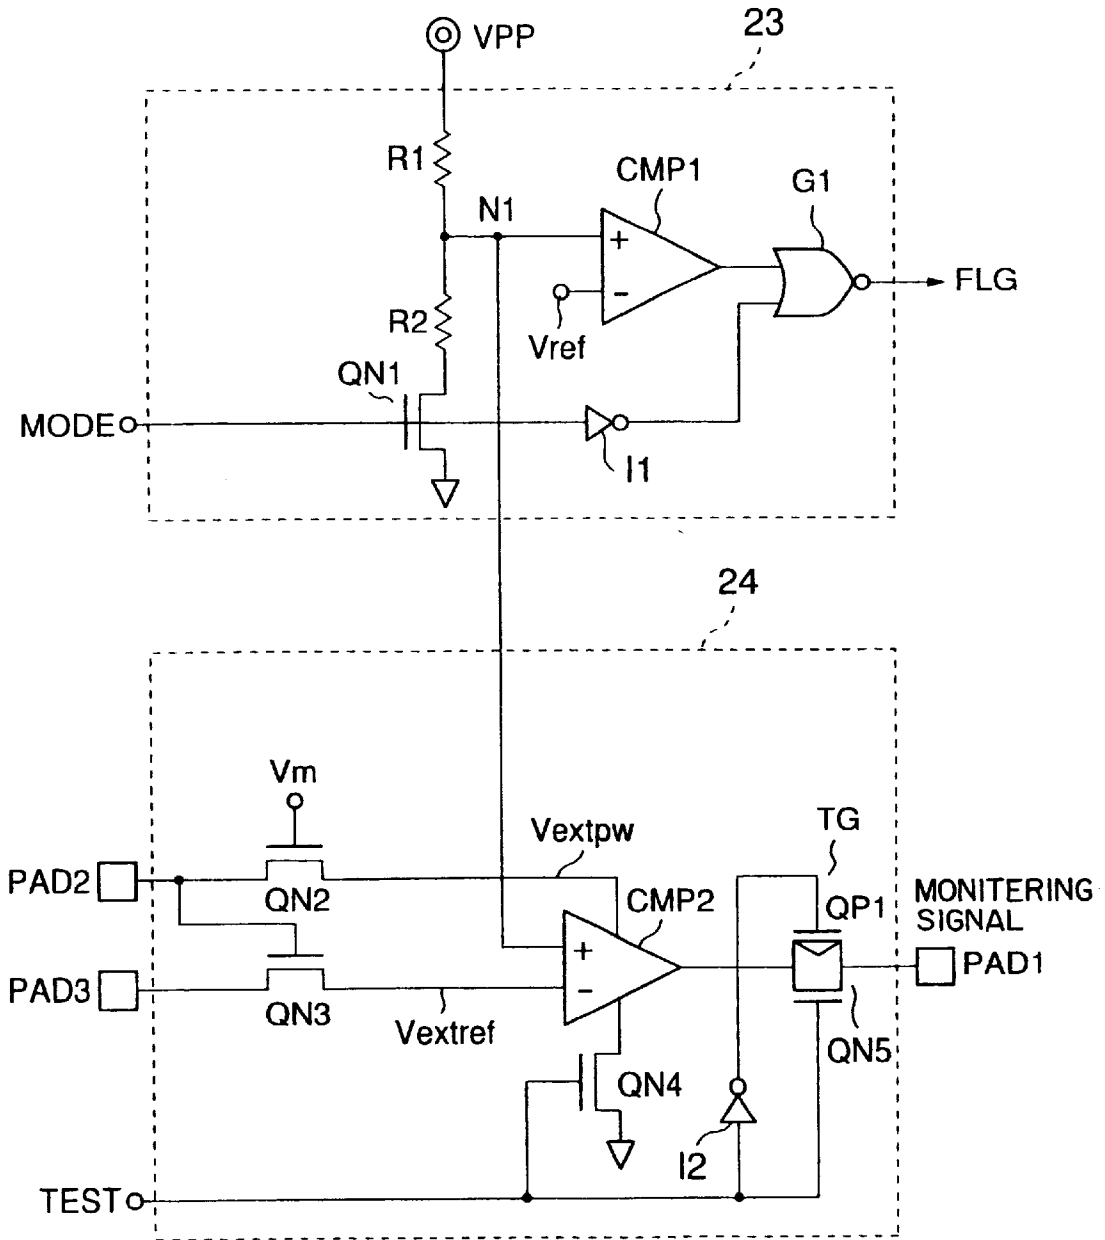 23
VPP
R1
CMP1
G1
N1
+
FLG
-
R2
Vref
QN1
MODE
I1
24
Vm
TG
Vextpw
PAD2
QN2
CMP2
QP1
MONITERING
SIGNAL
+
PAD1
PAD3
-
QN3
Vextref
QN5
QN4
I2
TEST